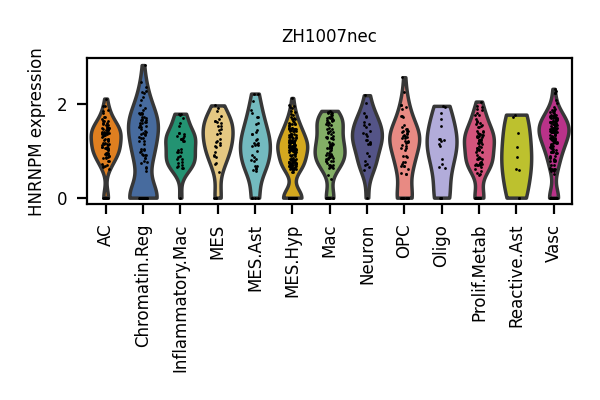 ZH1007nec
HNRNPM expression
2
0
AC
Chromatin.Reg
Inflammatory.Mac
MES
MES.Ast
MES.Hyp
Mac
Neuron
OPC
Oligo
Prolif.Metab
Reactive.Ast
Vasc